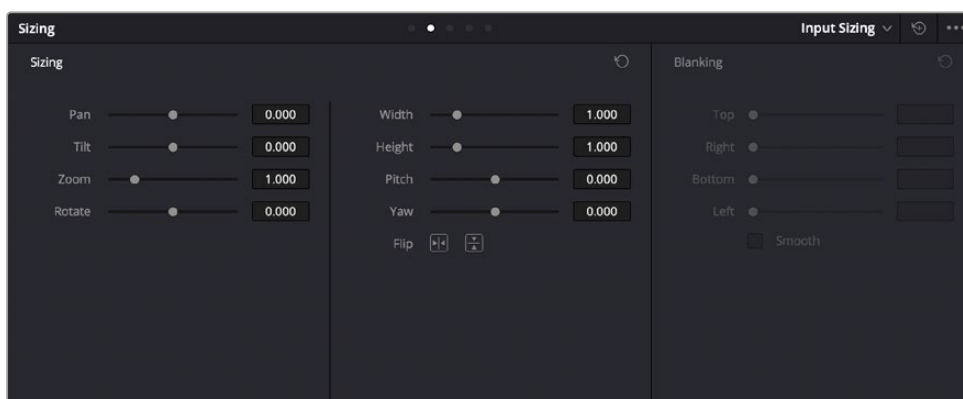 Sizing Input Sizing
Sizing Blanking
Pan 0.000 Width 1.000 Top
Tilt 0.000 Height 1.000 Right
Zoom 1.000 Pitch 0.000 Bottom
Rotate 0.000 Yaw 0.000 Left
Flip Smooth